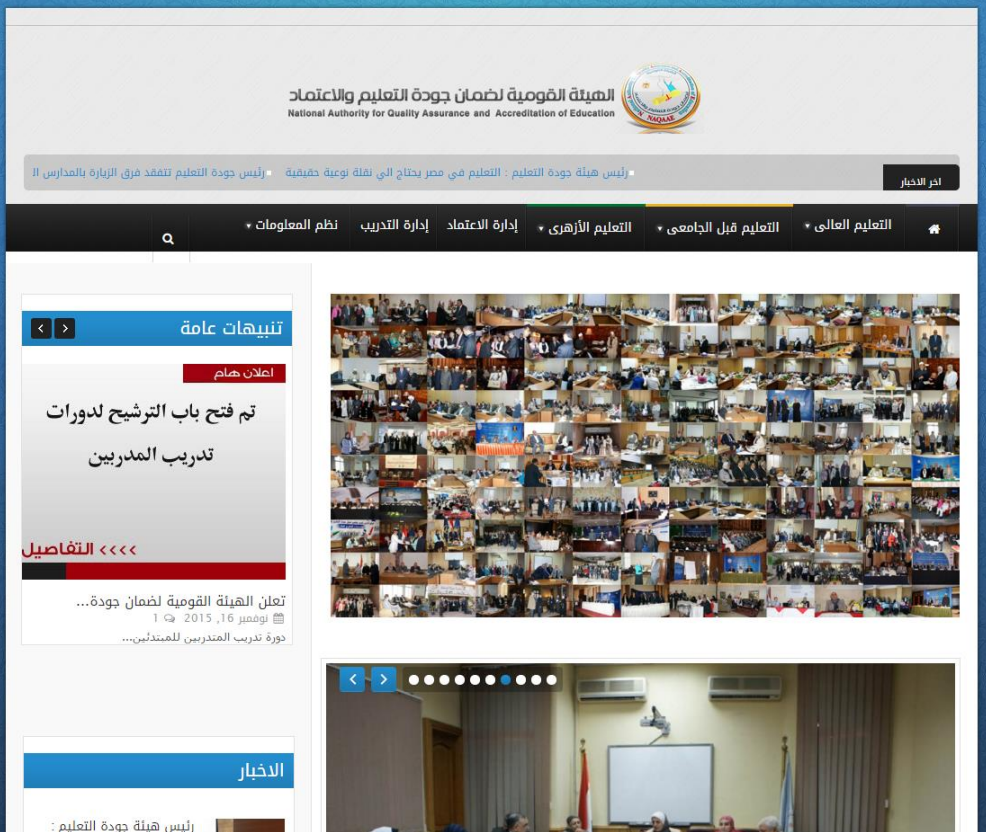 الهيئة القومية لضمان جودة التعليم والاعتماد
National Authority for Quality Assurance and Accreditation of Education
NAQAAE
اخر الاخبار
رئيس هيئة جودة التعليم : التعليم في مصر يحتاج الي نقلة نوعية حقيقية
رئيس جودة التعليم تتفقد فرق الزيارة بالمدارس ال
التعليم العالى
التعليم قبل الجامعى
التعليم الأزهرى
إدارة الاعتماد
إدارة التدريب
نظم المعلومات
تنبيهات عامة
اعلان هام
تم فتح باب الترشيح لدورات
تدريب المدربين
>>>> التفاصيل
تعلن الهيئة القومية لضمان جودة...
نوفمبر 16, 2015 1
دورة تدريب المتدربين للمبتدئين...
الاخبار
رئيس هيئة جودة التعليم :